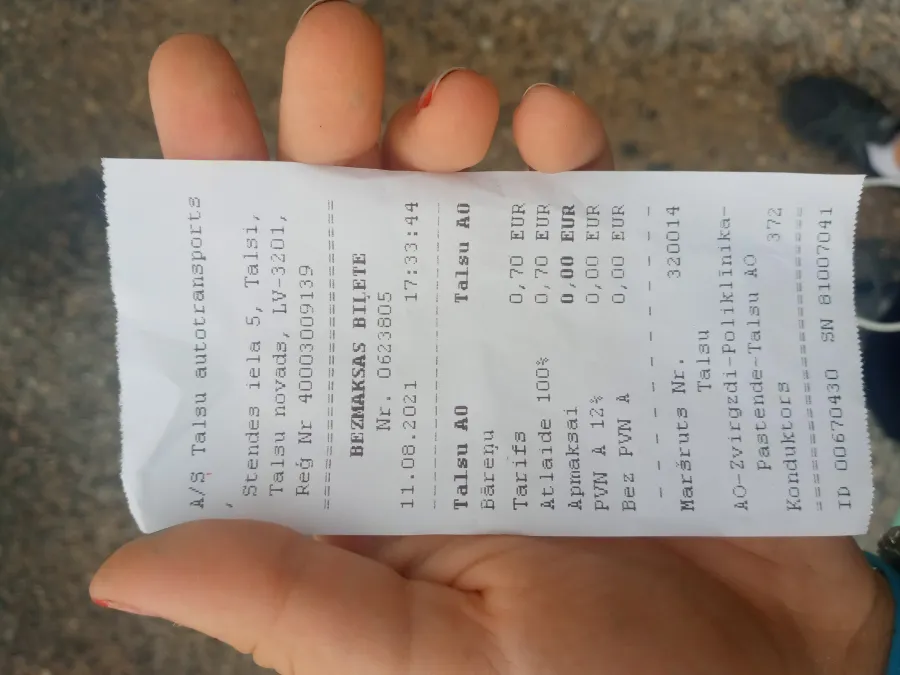 A/S Talsu autotransports
,
Stendes iela 5, Talsi,
Talsu novads, LV-3201,
Reģ Nr 40003009139
========================
BEZMAKSAS BIĻETE
Nr. 0623805
11.08.2021 17:33:44
------------------------
Talsu AO Talsu AO
Bāreņu
Tarifs 0,70 EUR
Atlaide 100% 0,70 EUR
Apmaksai 0,00 EUR
PVN A 12% 0,00 EUR
Bez PVN A 0,00 EUR
- - - - - - - - - - - -
Maršruts Nr. 320014
Talsu
AO-Zvirgzdi-Poliklīnika-
Pastende-Talsu AO
Konduktors 372
========================
ID 00670430 SN 81007041